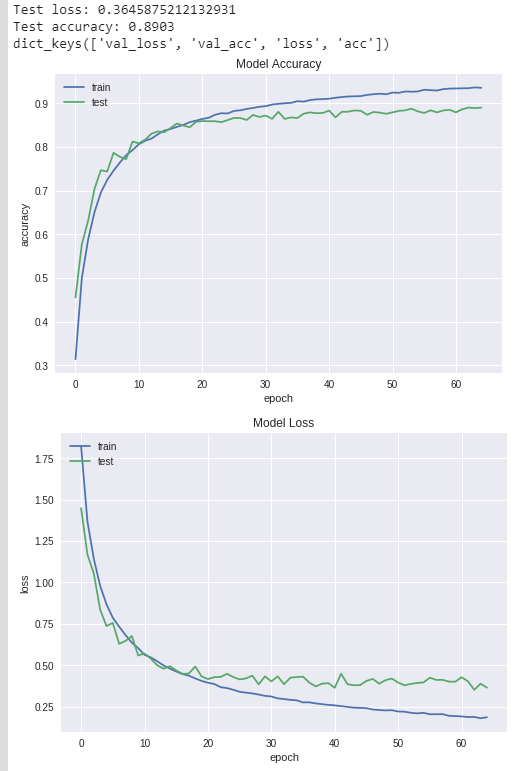 Test loss: 0.3645875212132931
Test accuracy: 0.8903
dict_keys(['val_loss', 'val_acc', 'loss', 'acc'])
Model Accuracy
train
test
0.9
0.8
0.7
0.6
0.5
0.4
0.3
accuracy
0 10 20 30 40 50 60
epoch
Model Loss
train
test
1.75
1.50
1.25
1.00
0.75
0.50
0.25
loss
0 10 20 30 40 50 60
epoch